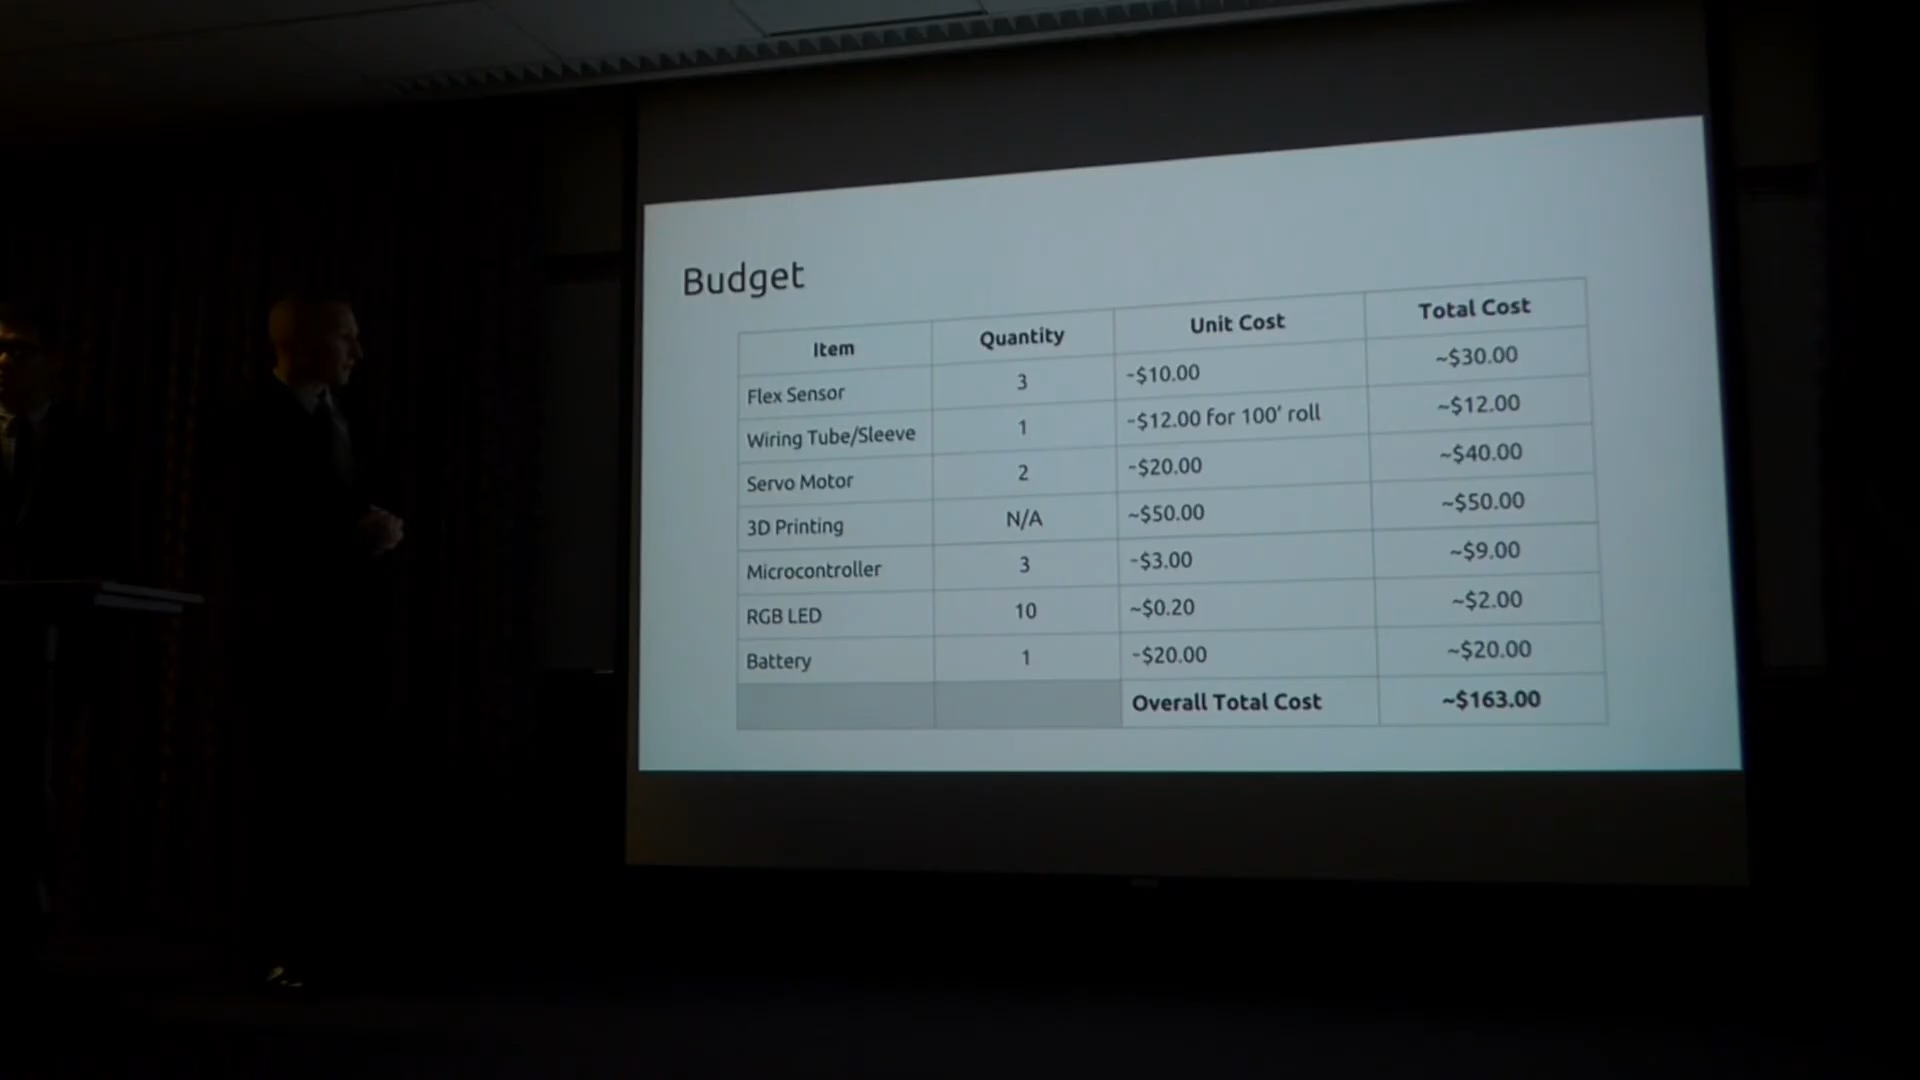 Budget
Item Quantity Unit Cost Total Cost
Flex Sensor 3 ~$10.00 ~$30.00
Wiring Tube/Sleeve 1 ~$12.00 for 100' roll ~$12.00
Servo Motor 2 ~$20.00 ~$40.00
3D Printing N/A ~$50.00 ~$50.00
Microcontroller 3 ~$3.00 ~$9.00
RGB LED 10 ~$0.20 ~$2.00
Battery 1 ~$20.00 ~$20.00
Overall Total Cost ~$163.00